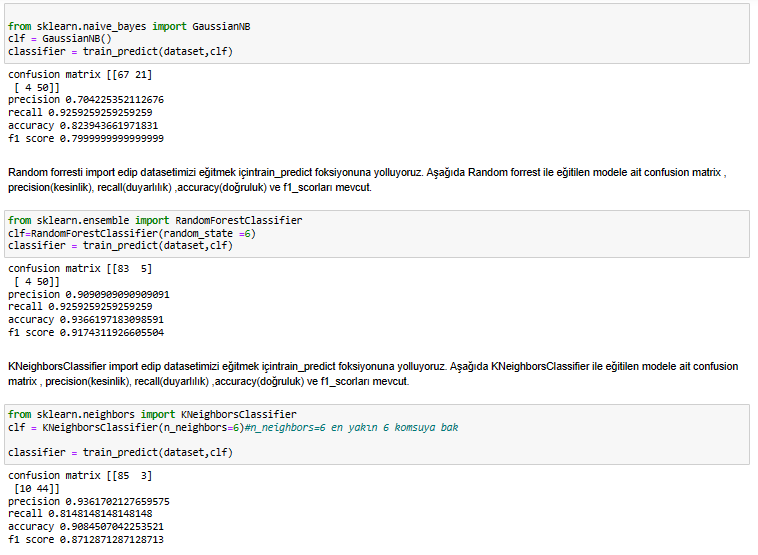 from sklearn.naive_bayes import GaussianNB
clf = GaussianNB()
classifier = train_predict(dataset,clf)
confusion matrix [[67 21]
 [ 4 50]]
precision 0.704225352112676
recall 0.9259259259259259
accuracy 0.823943661971831
f1 score 0.7999999999999999
Random forresti import edip datasetimizi eğitmek içintrain_predict foksiyonuna yolluyoruz. Aşağıda Random forrest ile eğitilen modele ait confusion matrix ,
precision(kesinlik), recall(duyarlılık) ,accuracy(doğruluk) ve f1_scorları mevcut.
from sklearn.ensemble import RandomForestClassifier
clf=RandomForestClassifier(random_state =6)
classifier = train_predict(dataset,clf)
confusion matrix [[83  5]
 [ 4 50]]
precision 0.9090909090909091
recall 0.9259259259259259
accuracy 0.9366197183098591
f1 score 0.9174311926605504
KNeighborsClassifier import edip datasetimizi eğitmek içintrain_predict foksiyonuna yolluyoruz. Aşağıda KNeighborsClassifier ile eğitilen modele ait confusion
matrix , precision(kesinlik), recall(duyarlılık) ,accuracy(doğruluk) ve f1_scorları mevcut.
from sklearn.neighbors import KNeighborsClassifier
clf = KNeighborsClassifier(n_neighbors=6)#n_neighbors=6 en yakın 6 komsuya bak
classifier = train_predict(dataset,clf)
confusion matrix [[85  3]
 [10 44]]
precision 0.9361702127659575
recall 0.8148148148148148
accuracy 0.9084507042253521
f1 score 0.8712871287128713